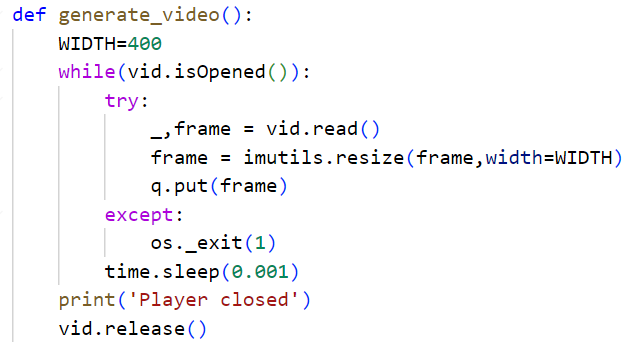 def generate_video():
    WIDTH=400
    while(vid.isOpened()):
        try:
            _,frame = vid.read()
            frame = imutils.resize(frame,width=WIDTH)
            q.put(frame)
        except:
            os._exit(1)
        time.sleep(0.001)
    print('Player closed')
    vid.release()